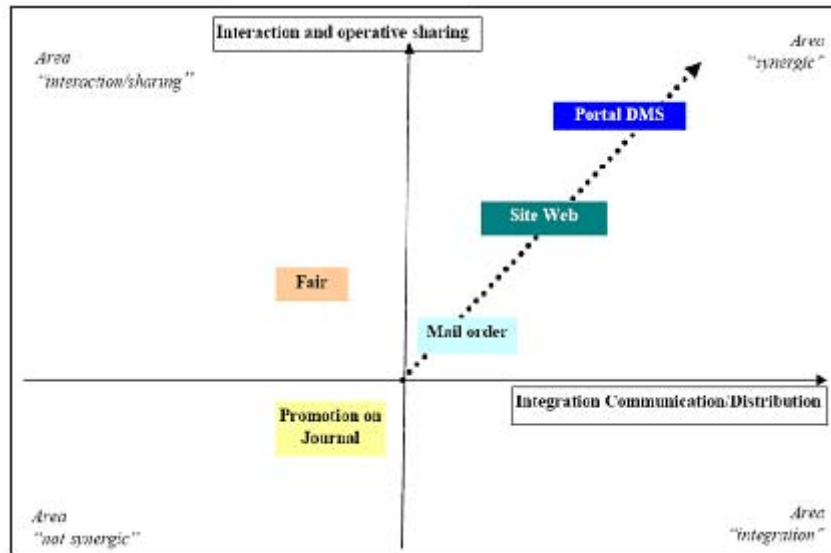 Interaction and operative sharing
Area
"interaction/sharing"
Area
"synergic"
Portal DMS
Site Web
Fair
Mail order
Integration Communication/Distribution
Promotion on
Journal
Area
"not synergic"
Area
"integration"